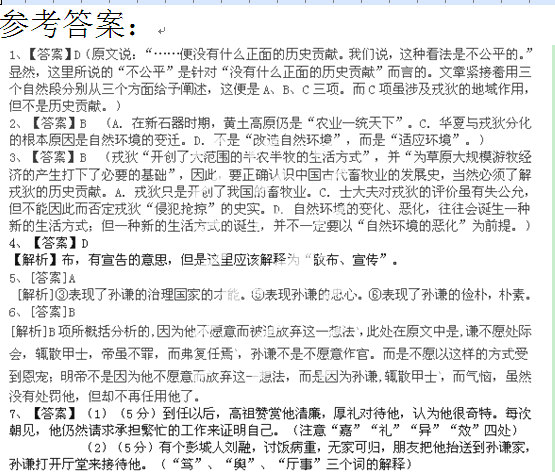 参考答案：
1、【答案】D（原文说：“……便没有什么正面的历史贡献。我们说，这种看法是不公平的。”
显然，这里所说的“不公平”是针对“没有什么正面的历史贡献”而言的。文章紧接着用三
个自然段分别从三个方面给予阐述，这便是A、B、C三项。而C项虽涉及戎狄的地域作用，
但不是历史贡献。）
2、【答案】B （A. 在新石器时期，黄土高原仍是“农业一统天下”。C. 华夏与戎狄分化
的根本原因是自然环境的变迁。D. 不是“改造自然环境”，而是“适应环境”。）
3、【答案】B （戎狄“开创了大范围的半农半牧的生活方式”，并“为草原大规模游牧经
济的产生打下了必要的基础”，因此，要正确认识中国古代畜牧业的发展史，当然必须了解
戎狄的历史贡献。A. 戎狄只是开创了我国的畜牧业。C. 士大夫对戎狄的评价虽有失公允，
但不能因此而否定戎狄“侵犯抢掠”的史实。D. 自然环境的变化、恶化，往往会诞生一种
新的生活方式；但一种新的生活方式的诞生，并不一定要以“自然环境的恶化”为前提。）
4、【答案】D
【解析】布，有宣告的意思，但是这里应该解释为“散布、宣传”。
5、[答案]A
[解析]③表现了孙谦的治理国家的才能。⑤表现孙谦的忠心。⑥表现了孙谦的俭朴，朴素。
6、[答案]B
[解析]B项所概括分析的,因为他不愿意而被迫放弃这一想法',此处在原文中是,谦不愿处际
会，辄散甲士，帝虽不罪，而弗复任焉'，孙谦不是不愿意作官。而是不愿以这样的方式受
到恩宠；明帝不是因为他不愿意而放弃这一想法，而是因为孙谦,辄散甲士'，而气恼，虽然
没有处罚他，但却不再任用他了。
7、【答案】（1）（5分）到任以后，高祖赞赏他清廉，厚礼对待他，认为他很奇特。每次
朝见，他仍然请求承担繁忙的工作来证明自己。（注意“嘉”“礼”“异”“效”四处）
（2）（5分）有个彭城人刘融，讨饭病重，无家可归，朋友把他抬送到孙谦家，
孙谦打开厅堂来接待他。（“笃”、“舆”、“厅事”三个词的解释）